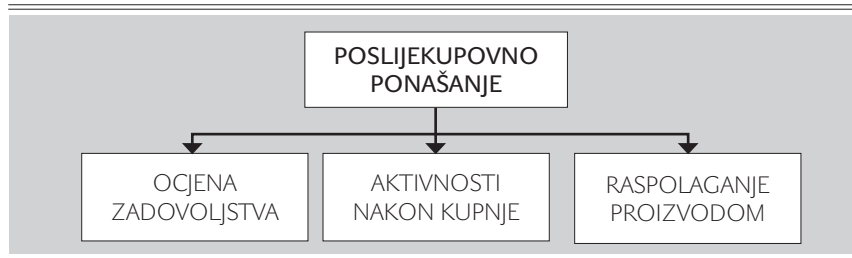 POSLIJEKUPOVNO
PONAŠANJE
OCJENA
ZADOVOLJSTVA
AKTIVNOSTI
NAKON KUPNJE
RASPOLAGANJE
PROIZVODOM